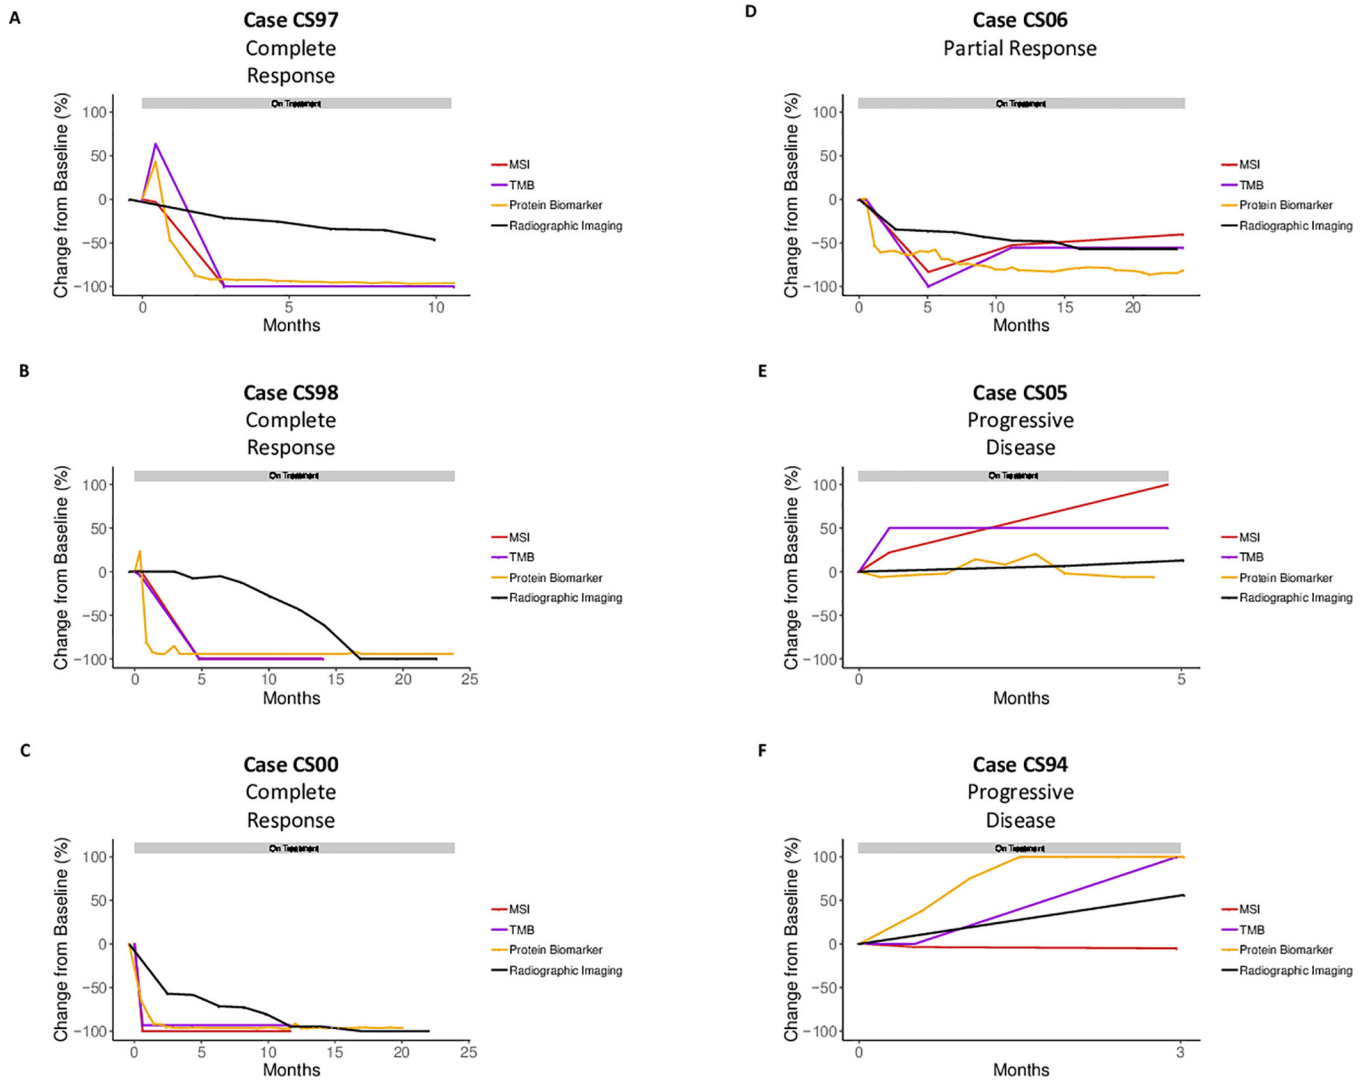 A
Case CS97
Complete
Response
On Treatment
Change from Baseline (%)
100
50
0
−50
−100
0 5 10
Months
MSI
TMB
Protein Biomarker
Radiographic Imaging
D
Case CS06
Partial Response
On Treatment
Change from Baseline (%)
100
50
0
−50
−100
0 5 10 15 20
Months
MSI
TMB
Protein Biomarker
Radiographic Imaging
B
Case CS98
Complete
Response
On Treatment
Change from Baseline (%)
100
50
0
−50
−100
0 5 10 15 20 25
Months
MSI
TMB
Protein Biomarker
Radiographic Imaging
E
Case CS05
Progressive
Disease
On Treatment
Change from Baseline (%)
100
50
0
−50
−100
0 5
Months
MSI
TMB
Protein Biomarker
Radiographic Imaging
C
Case CS00
Complete
Response
On Treatment
Change from Baseline (%)
100
50
0
−50
−100
0 5 10 15 20 25
Months
MSI
TMB
Protein Biomarker
Radiographic Imaging
F
Case CS94
Progressive
Disease
On Treatment
Change from Baseline (%)
100
50
0
−50
−100
0 3
Months
MSI
TMB
Protein Biomarker
Radiographic Imaging